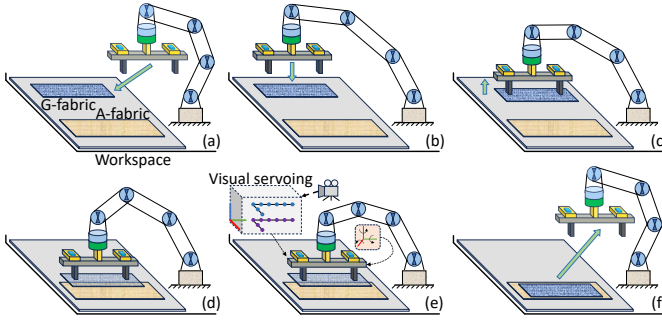 G-fabric
A-fabric
(a)
Workspace
(b)
(c)
(d)
Visual servoing
(e)
(f)